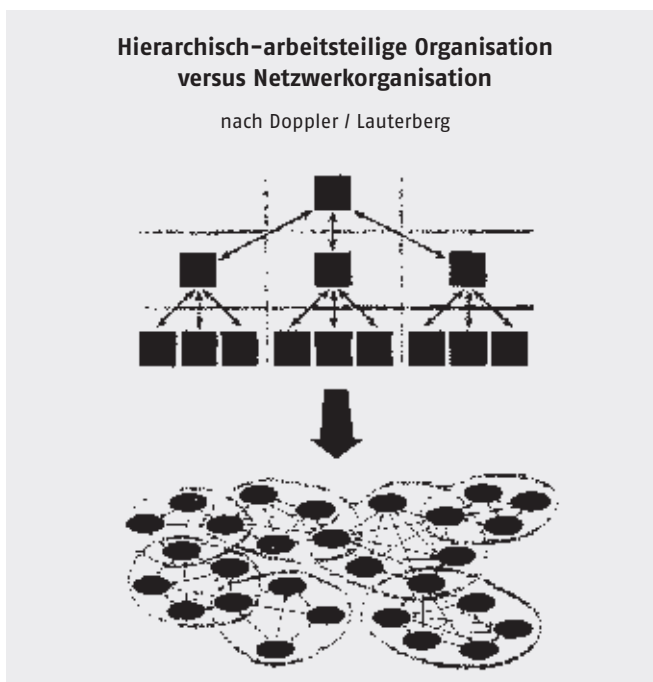 Hierarchisch-arbeitsteilige Organisation
versus Netzwerkorganisation
nach Doppler / Lauterberg